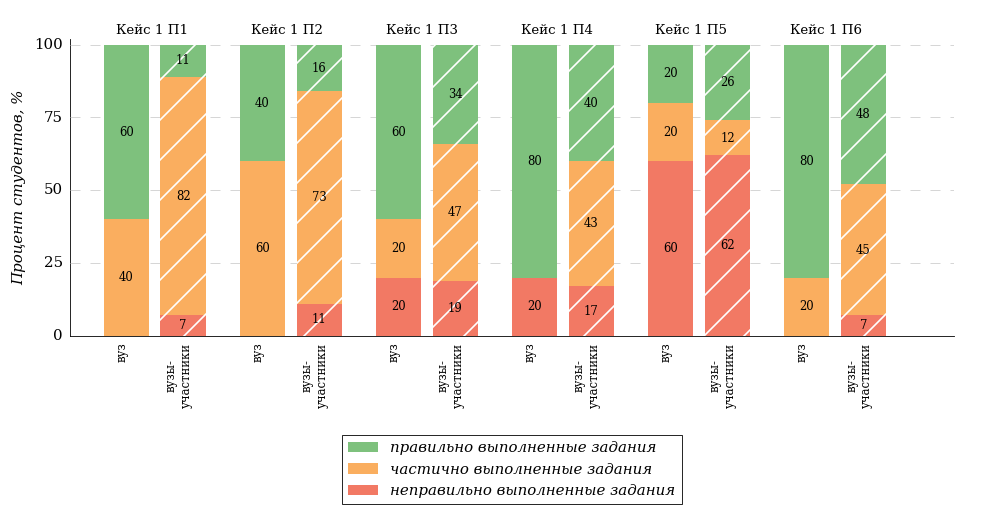 Кейс 1 П1 Кейс 1 П2 Кейс 1 П3 Кейс 1 П4 Кейс 1 П5 Кейс 1 П6
Процент студентов, %
100
75
50
25
0
60 40
11 82 7
40 60
16 73 11
60 20 20
34 47 19
80 20
40 43 17
20 20 60
26 12 62
80 20
48 45 7
вуз
вузы-
участники
вуз
вузы-
участники
вуз
вузы-
участники
вуз
вузы-
участники
вуз
вузы-
участники
вуз
вузы-
участники
правильно выполненные задания
частично выполненные задания
неправильно выполненные задания